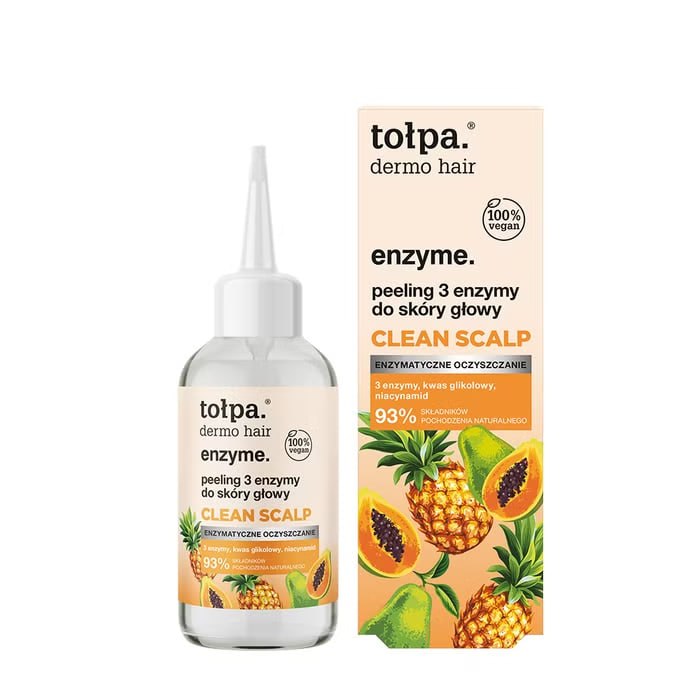 tołpa.®
dermo hair
100%
vegan
enzyme.
peeling 3 enzymy
do skóry głowy
CLEAN SCALP
ENZYMATYCZNE OCZYSZCZANIE
3 enzymy, kwas glikolowy,
niacynamid
93% SKŁADNIKÓW
POCHODZENIA NATURALNEGO
tołpa.®
dermo hair
100%
vegan
enzyme.
peeling 3 enzymy
do skóry głowy
CLEAN SCALP
ENZYMATYCZNE OCZYSZCZANIE
3 enzymy, kwas glikolowy, niacynamid
93% SKŁADNIKÓW
POCHODZENIA NATURALNEGO